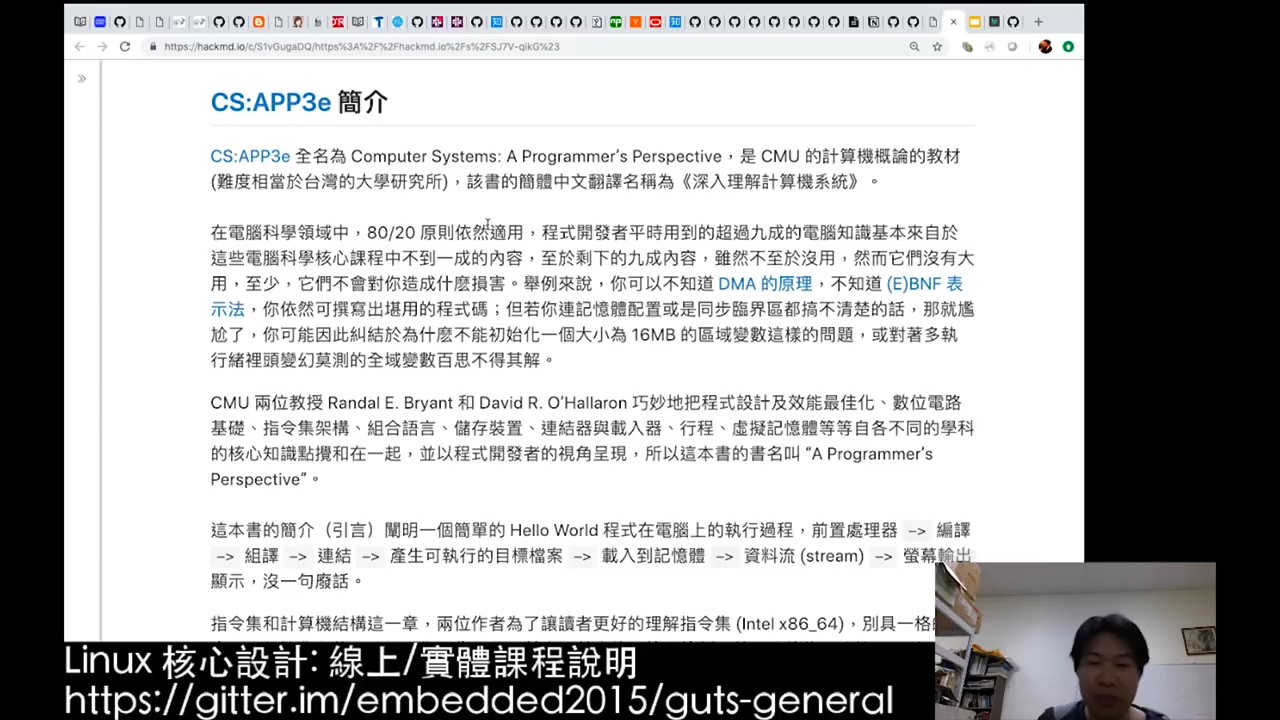 https://hackmd.io/c/S1vGugaDQ/https%3A%2F%2Fhackmd.io%2Fs%2FSJ7V-qikG%23
CS:APP3e 簡介
CS:APP3e 全名為 Computer Systems: A Programmer's Perspective，是 CMU 的計算機概論的教材
(難度相當於台灣的大學研究所)，該書的簡體中文翻譯名稱為《深入理解計算機系統》。
在電腦科學領域中，80/20 原則依然適用，程式開發者平時用到的超過九成的電腦知識基本來自於
這些電腦科學核心課程中不到一成的內容，至於剩下的九成內容，雖然不至於沒用，然而它們沒有大
用，至少，它們不會對你造成什麼損害。舉例來說，你可以不知道 DMA 的原理，不知道 (E)BNF 表
示法，你依然可撰寫出堪用的程式碼；但若你連記憶體配置或是同步臨界區都搞不清楚的話，那就尷
尬了，你可能因此糾結於為什麼不能初始化一個大小為 16MB 的區域變數這樣的問題，或對著多執
行緒裡頭變幻莫測的全域變數百思不得其解。
CMU 兩位教授 Randal E. Bryant 和 David R. O'Hallaron 巧妙地把程式設計及效能最佳化、數位電路
基礎、指令集架構、組合語言、儲存裝置、連結器與載入器、行程、虛擬記憶體等等自各不同的學科
的核心知識點攪和在一起，並以程式開發者的視角呈現，所以這本書的書名叫 "A Programmer's
Perspective"。
這本書的簡介（引言）闡明一個簡單的 Hello World 程式在電腦上的執行過程，前置處理器 –> 編譯
–> 組譯 –> 連結 –> 產生可執行的目標檔案 –> 載入到記憶體 –> 資料流 (stream) –> 螢幕輸出
顯示，沒一句廢話。
指令集和計算機結構這一章，兩位作者為了讓讀者更好的理解指令集 (Intel x86_64)，別具一格
Linux 核心設計: 線上/實體課程說明
https://gitter.im/embedded2015/guts-general